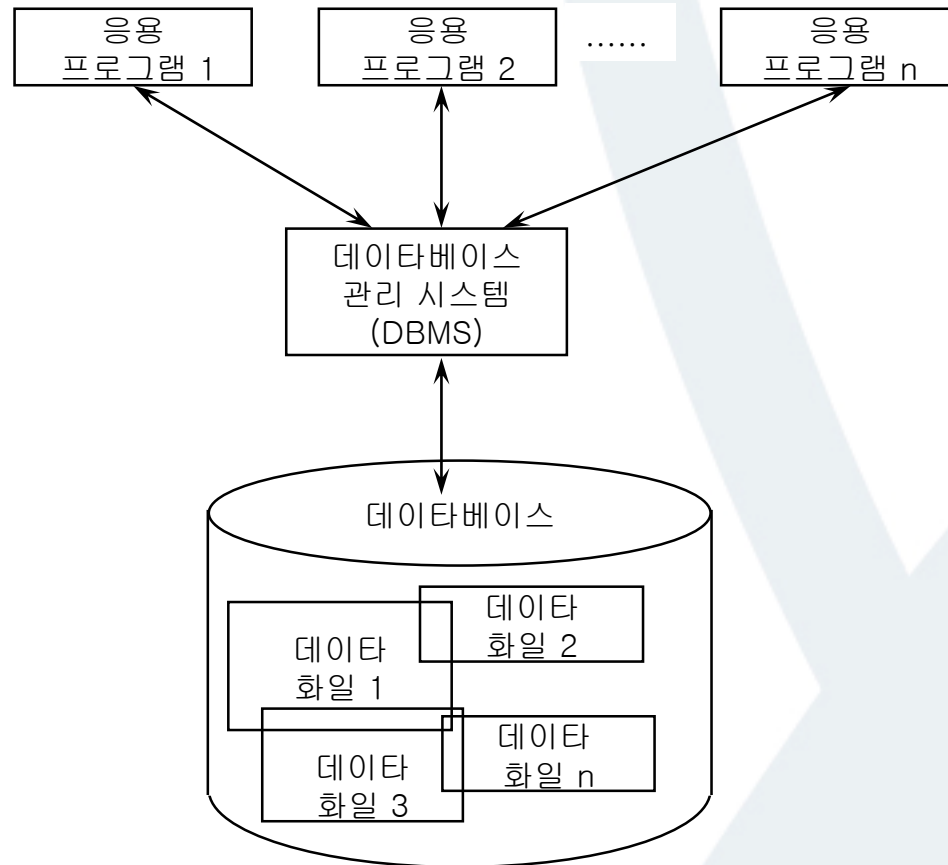 응용
프로그램 1
응용
프로그램 2
......
응용
프로그램 n
데이타베이스
관리 시스템
(DBMS)
데이타베이스
데이타
화일 1
데이타
화일 2
데이타
화일 3
데이타
화일 n